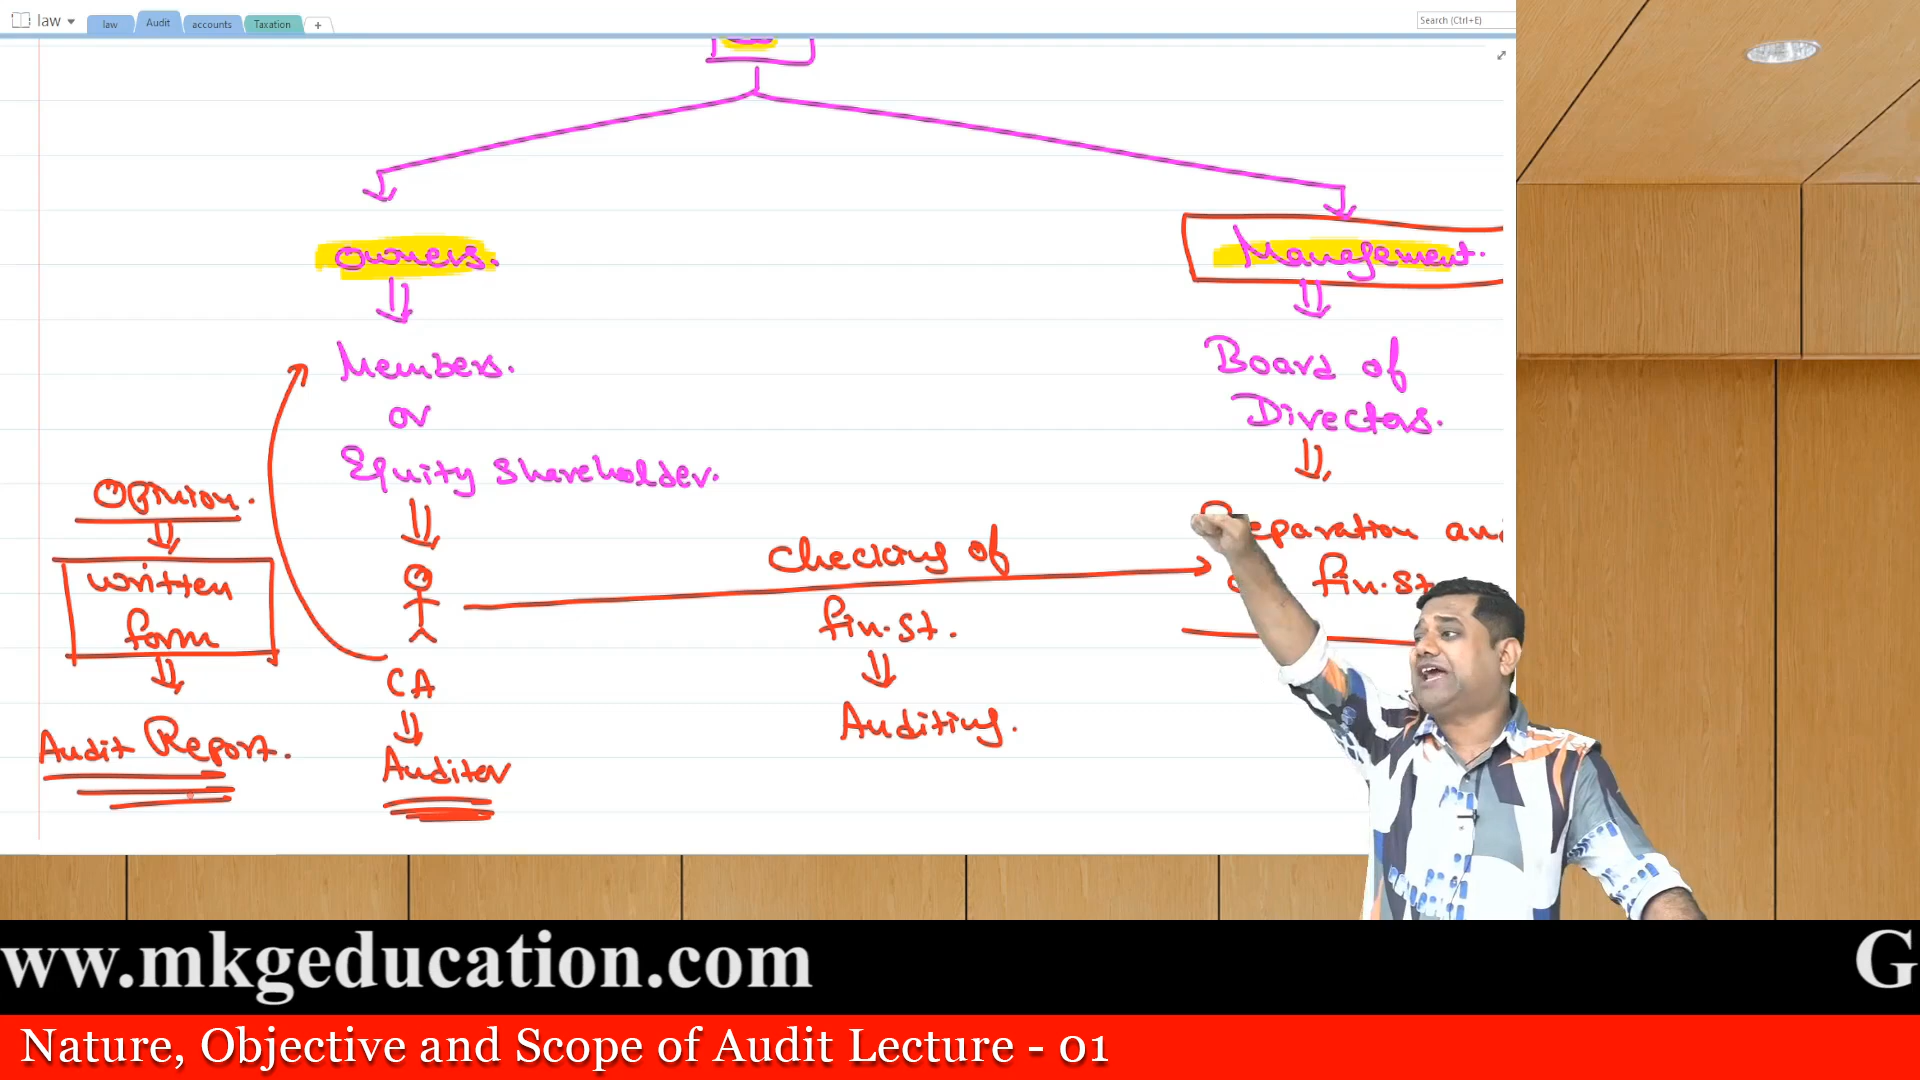 law
law
Audit
accounts
Taxation
+
Search (Ctrl+E)
Owners.
Management.
Members.
or
Equity Shareholder.
Board of
Directors.
Opinion.
written
form
Audit Report.
CA
Auditor
Checking of
fin. St.
Auditing.
fin. St
www.mkgeducation.com
G
Nature, Objective and Scope of Audit Lecture - 01